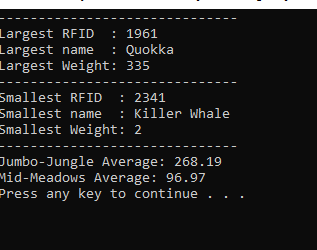 ------------------------------
Largest RFID  : 1961
Largest name  : Quokka
Largest Weight: 335
------------------------------
Smallest RFID  : 2341
Smallest name  : Killer Whale
Smallest Weight: 2
------------------------------
Jumbo-Jungle Average: 268.19
Mid-Meadows Average: 96.97
Press any key to continue . . .